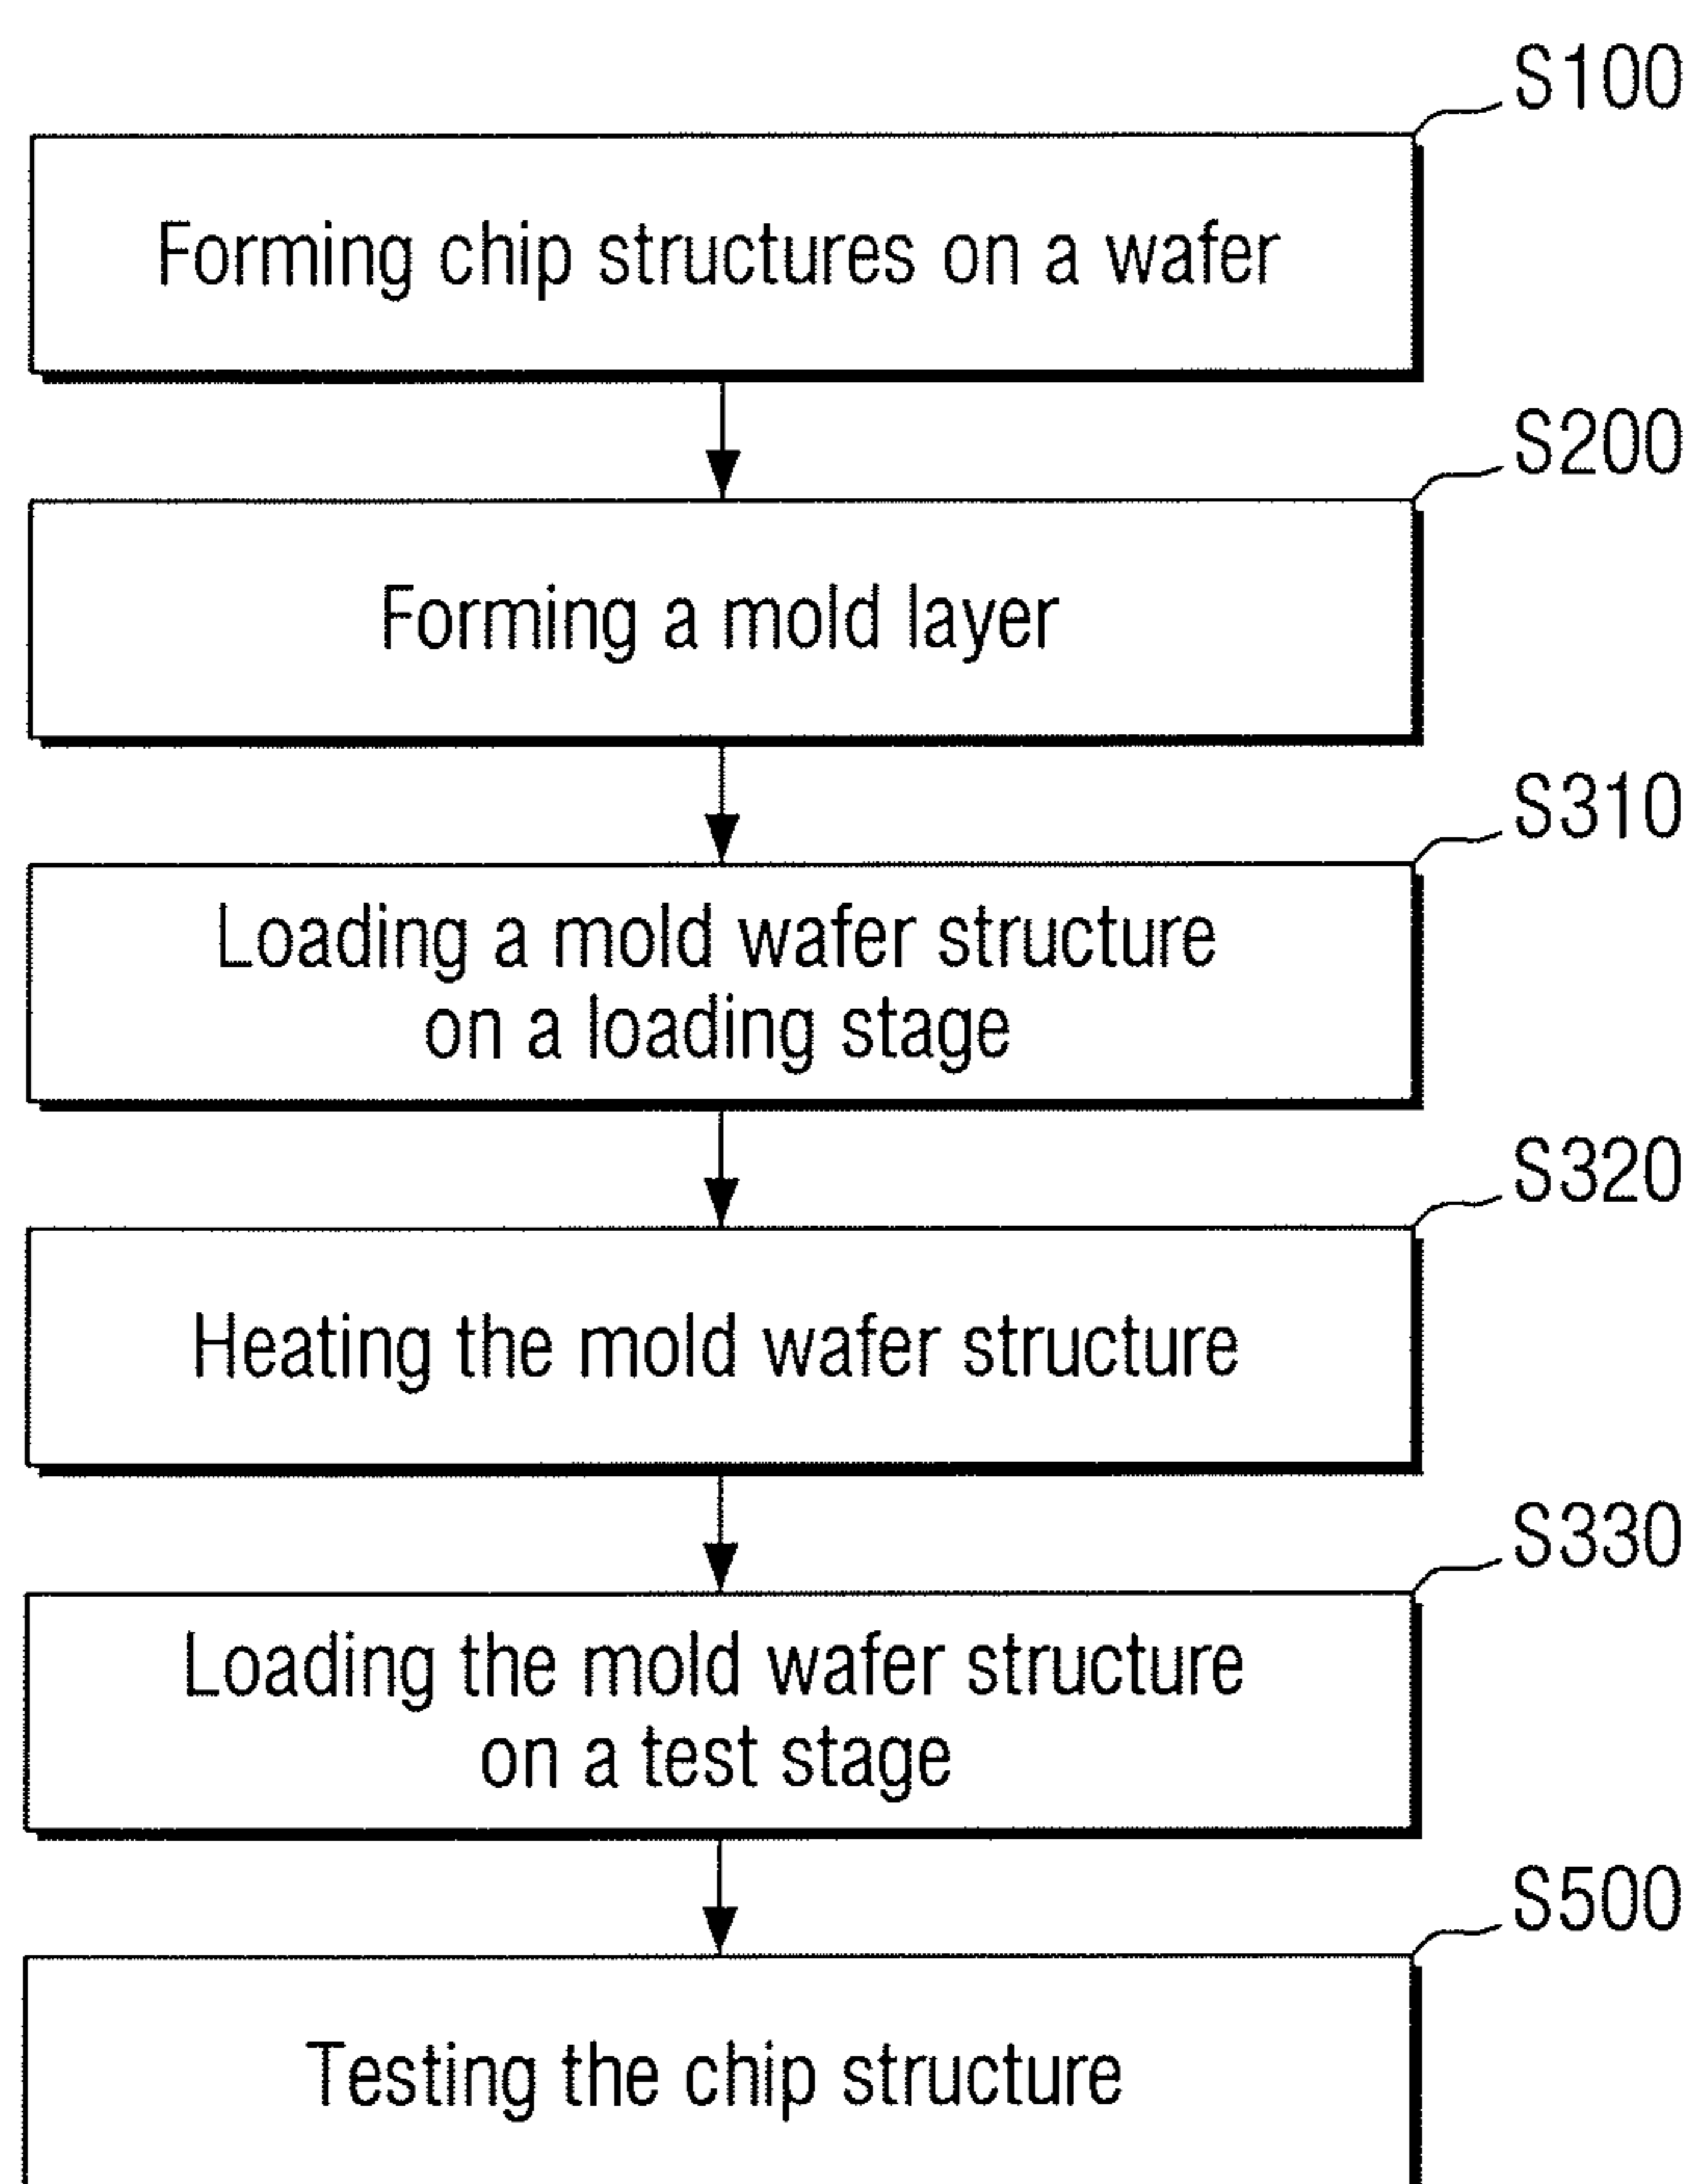 S100
Forming chip structures on a wafer
S200
Forming a mold layer
S310
Loading a mold wafer structure
on a loading stage
S320
Heating the mold wafer structure
S330
Loading the mold wafer structure
on a test stage
S500
Testing the chip structure